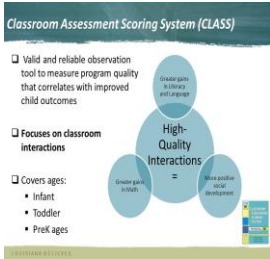 Classroom Assessment Scoring System (CLASS)
Valid and reliable observation
tool to measure program quality
that correlates with improved
child outcomes
Focuses on classroom
interactions
Covers ages:
Infant
Toddler
PreK ages
Greater gains
in Literacy
and Language
High-
Quality
Interactions
=
Greater gains
in Math
More positive
social
development
LOUISIANA BELIEVES